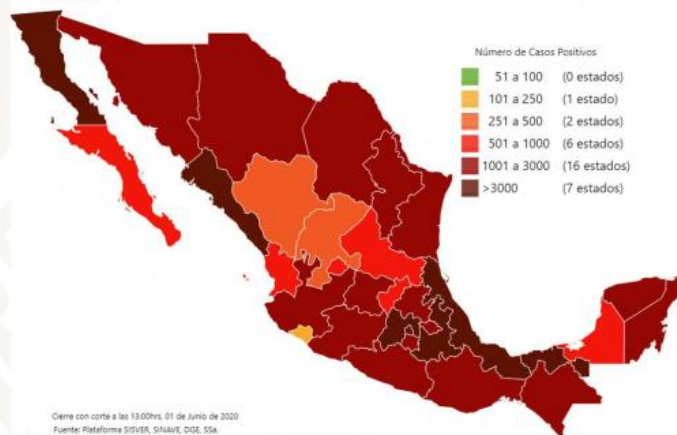 Número de Casos Positivos
51 a 100 (0 estados)
101 a 250 (1 estado)
251 a 500 (2 estados)
501 a 1000 (6 estados)
1001 a 3000 (16 estados)
>3000 (7 estados)
Cierre con corte a las 13:00hrs, 01 de Junio de 2020
Fuente: Plataforma SISVER, SINAVE, DGE, SSa.